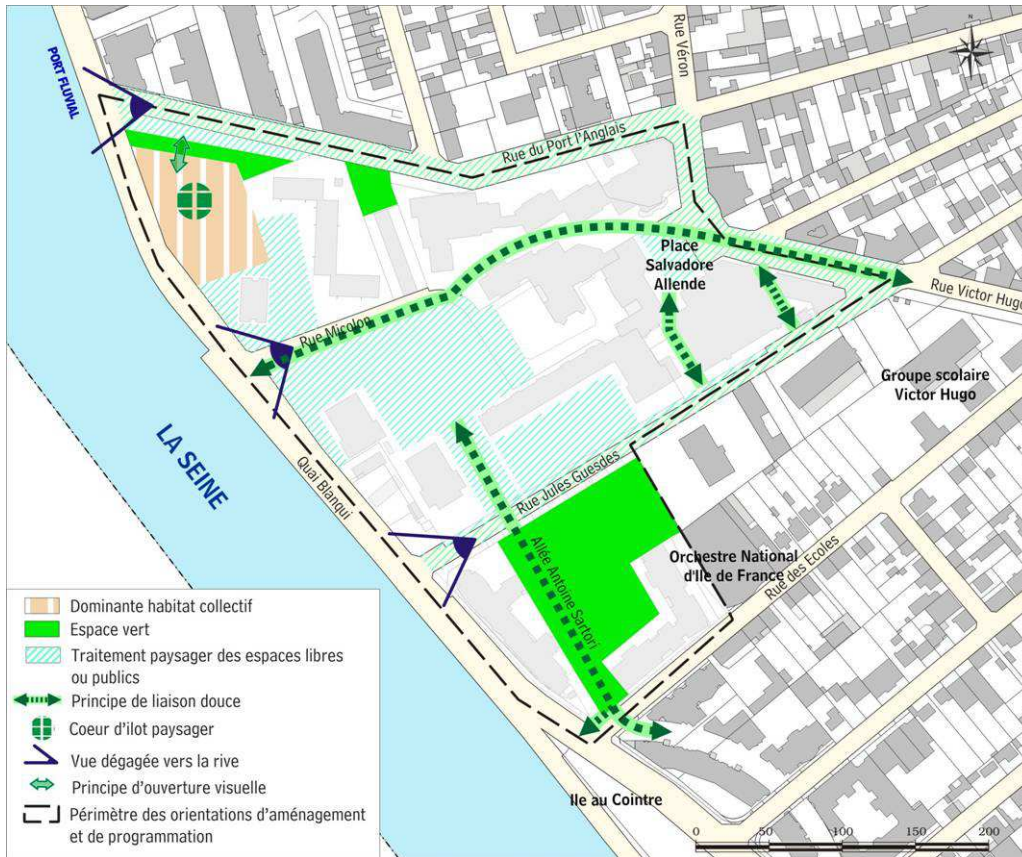 PORT FLUVIAL
Rue Véron
N
Rue du Port l'Anglais
Place
Salvadore
Allende
Rue Victor Hugo
Rue Micolon
Groupe scolaire
Victor Hugo
LA SEINE
Quai Blanqui
Rue Jules Guesdes
Allée Antoine Sartori
Orchestre National
d'Ile de France
Rue des Ecoles
Ile au Cointre
Dominante habitat collectif
Espace vert
Traitement paysager des espaces libres
ou publics
Principe de liaison douce
Coeur d'ilot paysager
Vue dégagée vers la rive
Principe d'ouverture visuelle
Périmètre des orientations d'aménagement
et de programmation
0 50 100 150 200